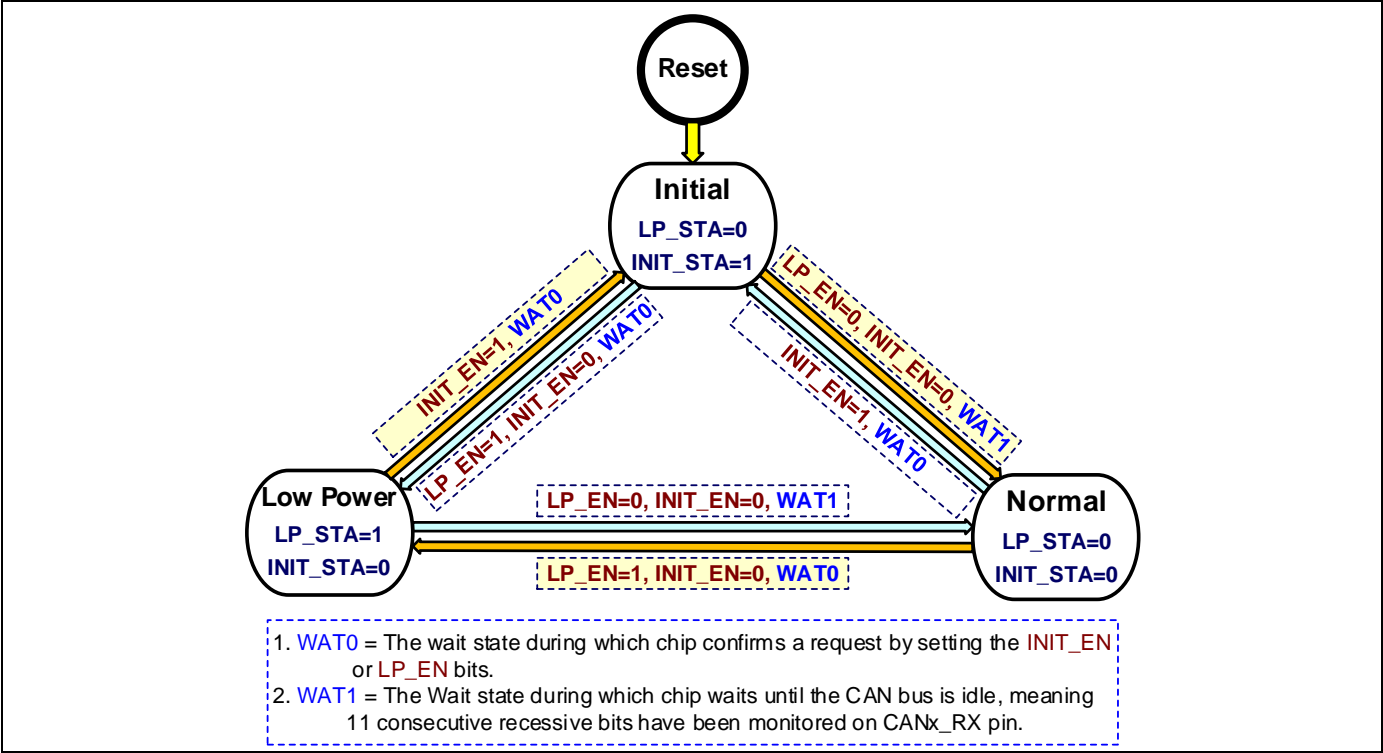 Reset
Initial
LP_STA=0
INIT_STA=1
INIT_EN=1, WAT0
LP_EN=1, INIT_EN=0, WAT0
LP_EN=0, INIT_EN=0, WAT1
INIT_EN=1, WAT0
Low Power
LP_STA=1
INIT_STA=0
LP_EN=0, INIT_EN=0, WAT1
LP_EN=1, INIT_EN=0, WAT0
Normal
LP_STA=0
INIT_STA=0
1. WAT0 = The wait state during which chip confirms a request by setting the INIT_EN
or LP_EN bits.
2. WAT1 = The Wait state during which chip waits until the CAN bus is idle, meaning
11 consecutive recessive bits have been monitored on CANx_RX pin.